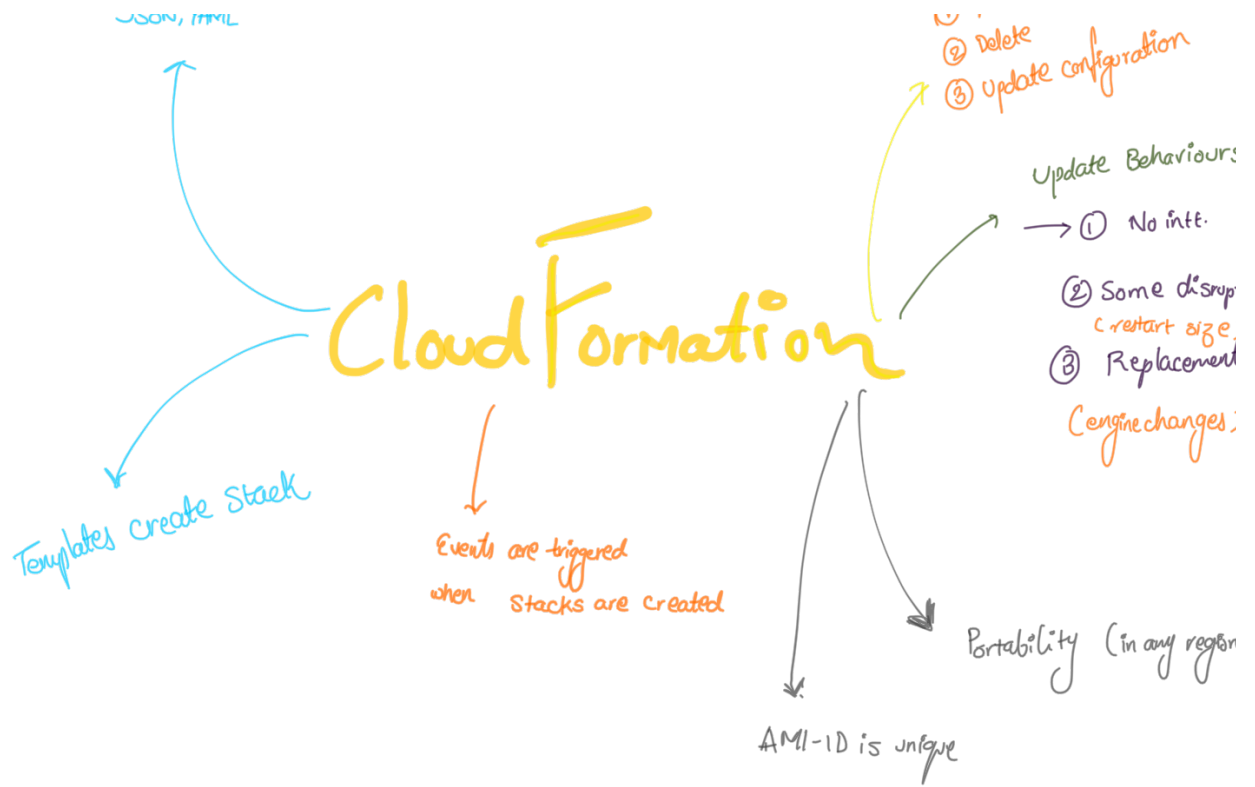 JSON, YAML
①
② Delete
③ Update configuration
Update Behaviours
→ ① No intt.
② Some disrupt
( restart size,
③ Replacement
(engine changes,
CloudFormation
Templates create Stack
Events are triggered
when stacks are created
Portability (in any region
AMI-ID is unique